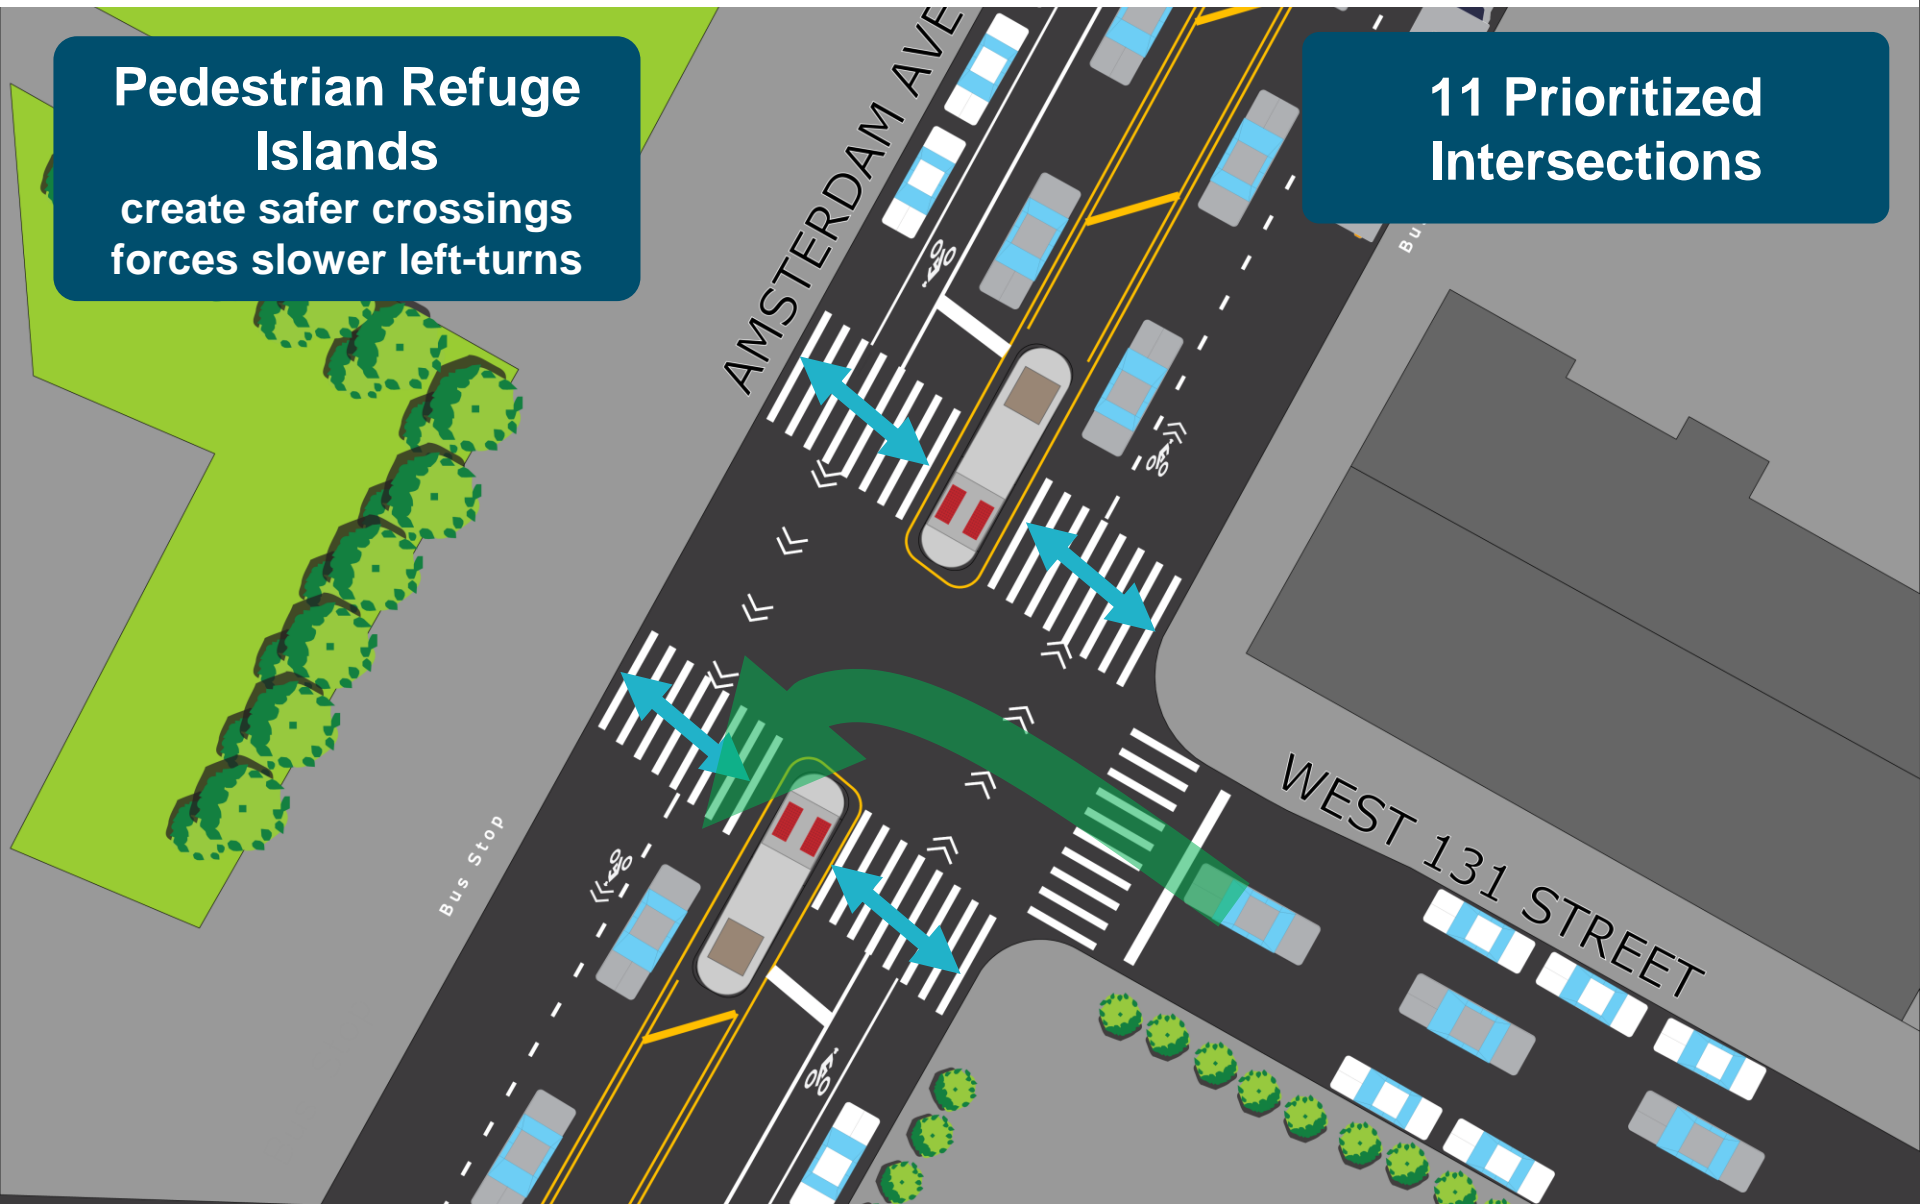 Pedestrian Refuge
Islands
create safer crossings
forces slower left-turns
11 Prioritized
Intersections
AMSTERDAM AVE
Bu
WEST 131 STREET
Bus Stop